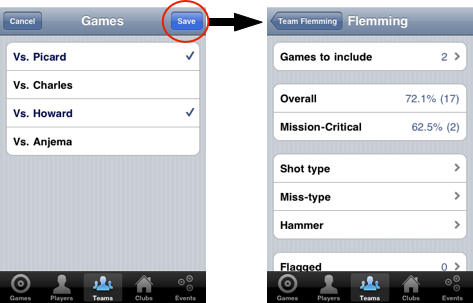 Cancel Games Save
Vs. Picard
Vs. Charles
Vs. Howard
Vs. Anjema
Games Players Teams Clubs Events
Team Flemming Flemming
Games to include 2
Overall 72.1% (17)
Mission-Critical 62.5% (2)
Shot type
Miss-type
Hammer
Flagged 0
Games Players Teams Clubs Events